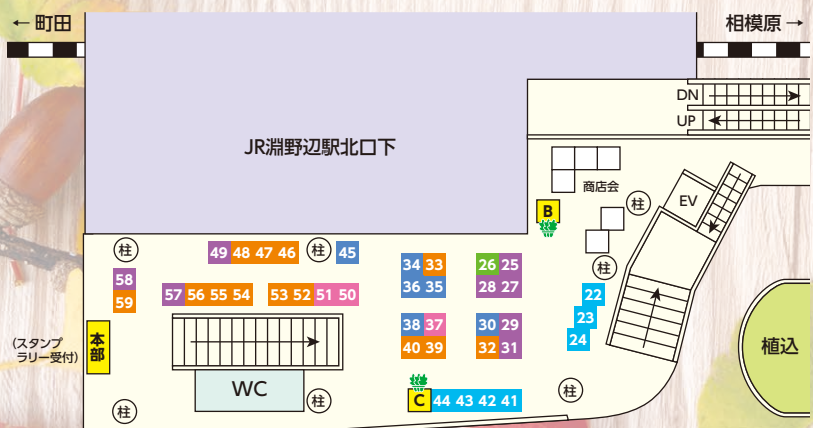 ← 町田
相模原 →
DN
UP
JR淵野辺駅北口下
商店会
B
柱
EV
柱
49 48 47 46
柱
45
柱
34 33
36 35
26 25
28 27
58
59
57 56 55 54
53 52 51 50
22
23
24
38 37
40 39
30 29
32 31
本部
(スタンプ
ラリー受付)
植込
WC
柱
柱
C
44 43 42 41
柱